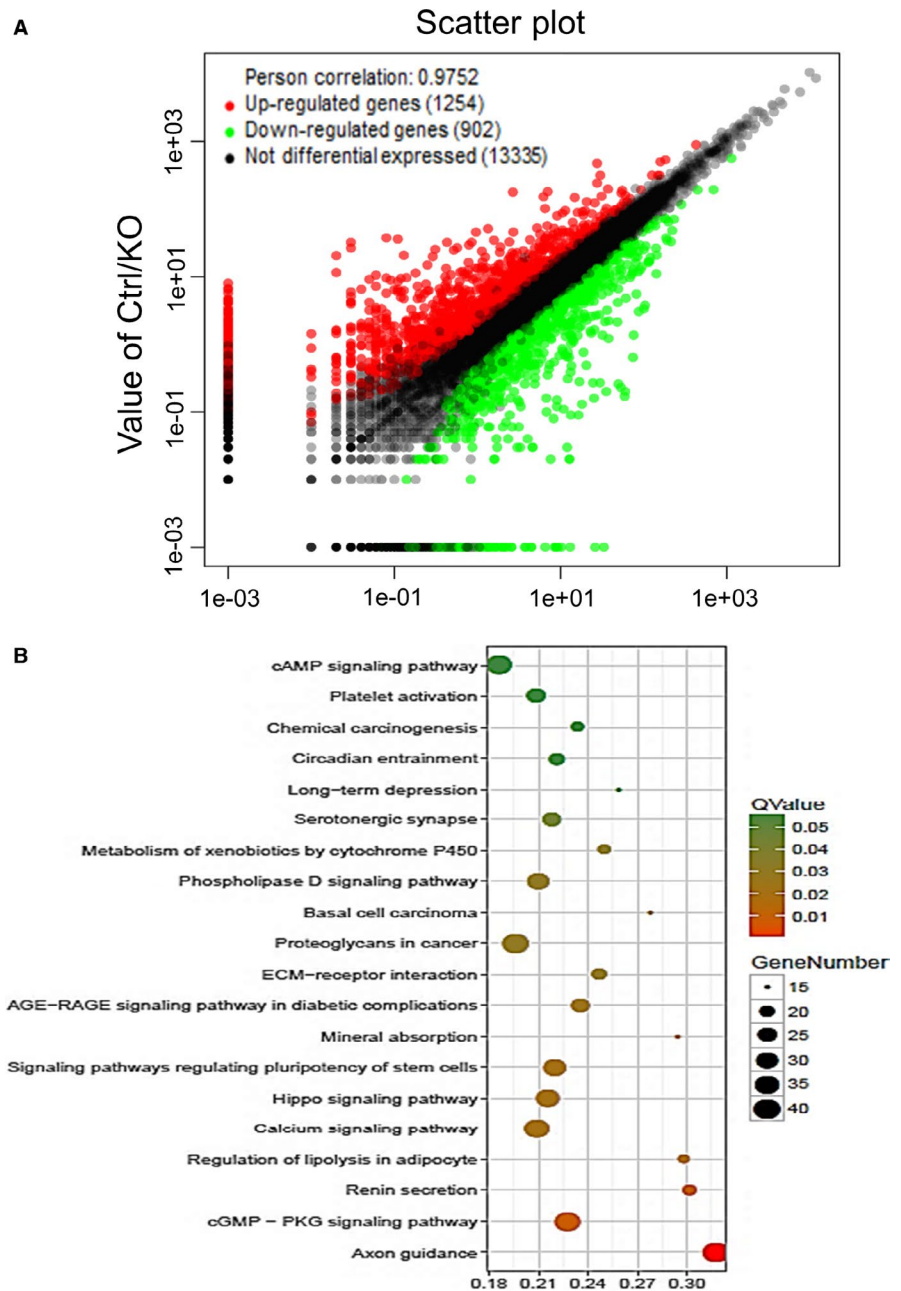 A
Scatter plot
Person correlation: 0.9752
Up-regulated genes (1254)
Down-regulated genes (902)
Not differential expressed (13335)
Value of Ctrl/KO
1e+03
1e+01
1e-01
1e-03
1e-03 1e-01 1e+01 1e+03
B
cAMP signaling pathway
Platelet activation
Chemical carcinogenesis
Circadian entrainment
Long−term depression
Serotonergic synapse
Metabolism of xenobiotics by cytochrome P450
Phospholipase D signaling pathway
Basal cell carcinoma
Proteoglycans in cancer
ECM−receptor interaction
AGE−RAGE signaling pathway in diabetic complications
Mineral absorption
Signaling pathways regulating pluripotency of stem cells
Hippo signaling pathway
Calcium signaling pathway
Regulation of lipolysis in adipocyte
Renin secretion
cGMP − PKG signaling pathway
Axon guidance
0.18 0.21 0.24 0.27 0.30
QValue
0.05
0.04
0.03
0.02
0.01
GeneNumber
15
20
25
30
35
40